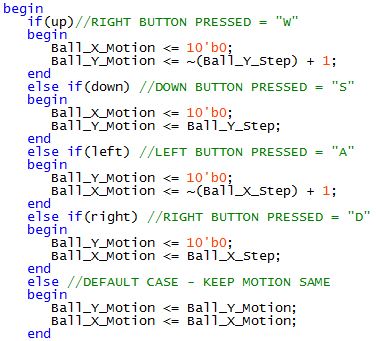 begin
    if(up)//RIGHT BUTTON PRESSED = "W"
    begin
        Ball_X_Motion <= 10'b0;
        Ball_Y_Motion <= ~(Ball_Y_Step) + 1;
    end
    else if(down) //DOWN BUTTON PRESSED = "S"
    begin
        Ball_X_Motion <= 10'b0;
        Ball_Y_Motion <= Ball_Y_Step;
    end
    else if(left) //LEFT BUTTON PRESSED = "A"
    begin
        Ball_Y_Motion <= 10'b0;
        Ball_X_Motion <= ~(Ball_X_Step) + 1;
    end
    else if(right) //RIGHT BUTTON PRESSED = "D"
    begin
        Ball_Y_Motion <= 10'b0;
        Ball_X_Motion <= Ball_X_Step;
    end
    else //DEFAULT CASE - KEEP MOTION SAME
    begin
        Ball_Y_Motion <= Ball_Y_Motion;
        Ball_X_Motion <= Ball_X_Motion;
    end